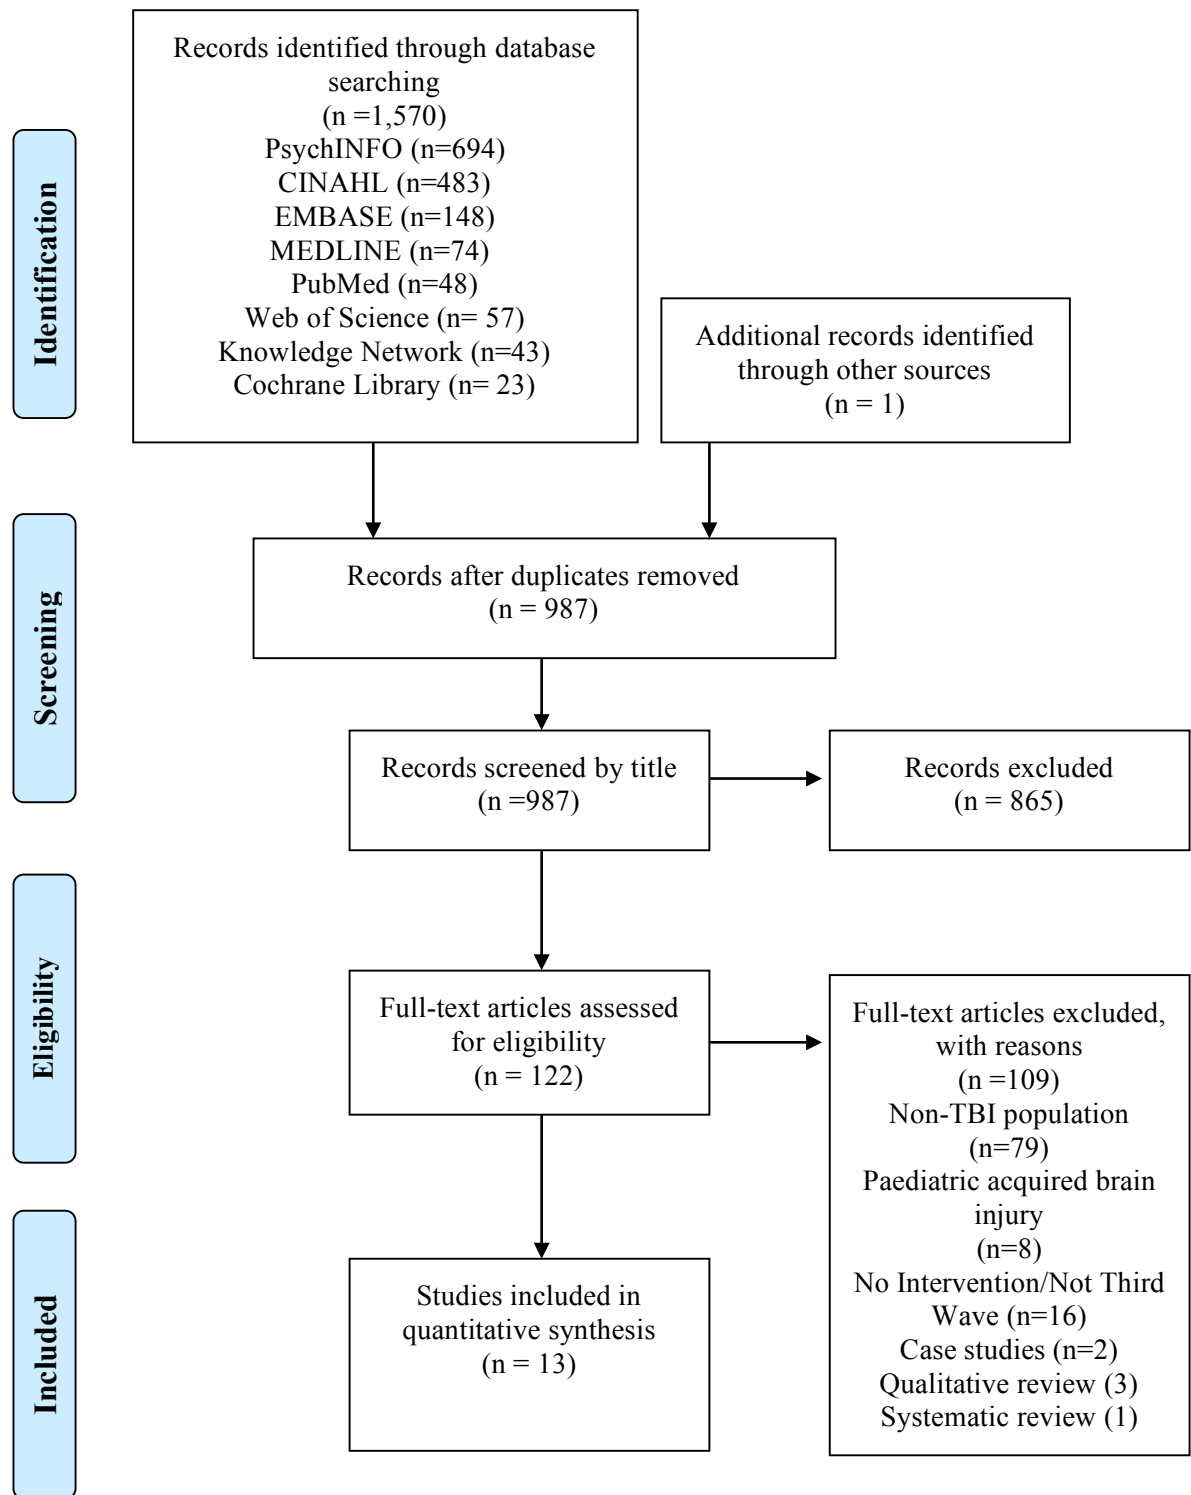 Identification
Records identified through database
searching
(n =1,570)
PsychINFO (n=694)
CINAHL (n=483)
EMBASE (n=148)
MEDLINE (n=74)
PubMed (n=48)
Web of Science (n= 57)
Knowledge Network (n=43)
Cochrane Library (n= 23)
Additional records identified
through other sources
(n = 1)
Screening
Records after duplicates removed
(n = 987)
Records screened by title
(n =987)
Records excluded
(n = 865)
Eligibility
Full-text articles assessed
for eligibility
(n = 122)
Full-text articles excluded,
with reasons
(n =109)
Non-TBI population
(n=79)
Paediatric acquired brain
injury
(n=8)
No Intervention/Not Third
Wave (n=16)
Case studies (n=2)
Qualitative review (3)
Systematic review (1)
Included
Studies included in
quantitative synthesis
(n = 13)